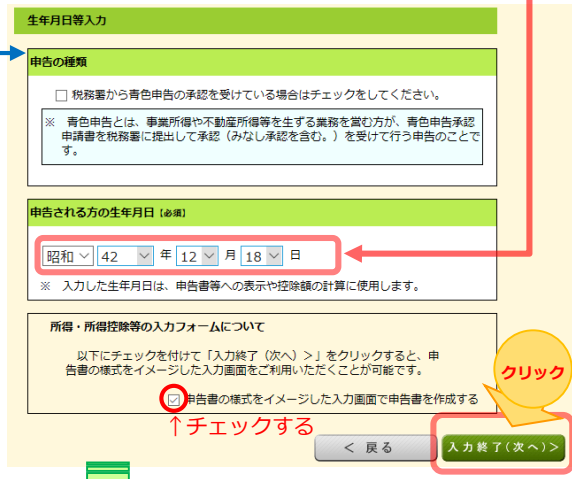 生年月日等入力
申告の種類
税務署から青色申告の承認を受けている場合はチェックをしてください。
※ 青色申告とは、事業所得や不動産所得等を生ずる業務を営む方が、青色申告承認
申請書を税務署に提出して承認（みなし承認を含む。）を受けて行う申告のことで
す。
申告される方の生年月日【必須】
昭和 42 年 12 月 18 日
※ 入力した生年月日は、申告書等への表示や控除額の計算に使用します。
所得・所得控除等の入力フォームについて
以下にチェックを付けて「入力終了（次へ）＞」をクリックすると、申
告書の様式をイメージした入力画面をご利用いただくことが可能です。
クリック
申告書の様式をイメージした入力画面で申告書を作成する
↑チェックする
＜ 戻る
入力終了(次へ)＞